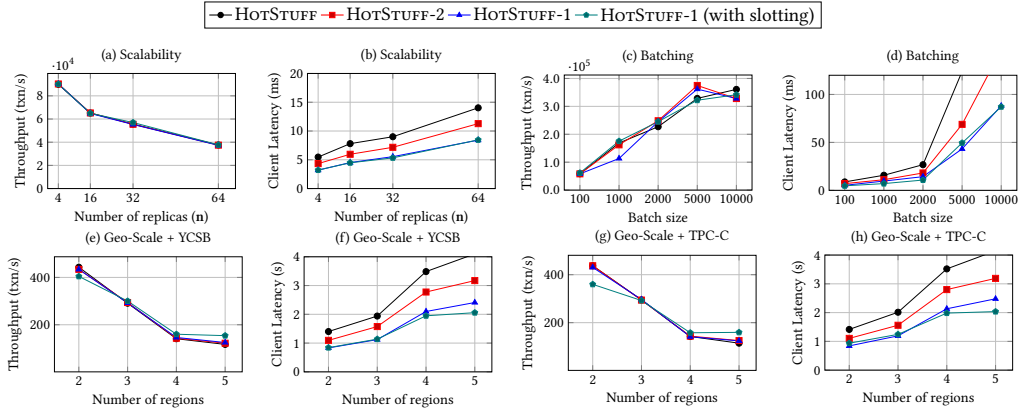 HOTSTUFF HOTSTUFF-2 HOTSTUFF-1 HOTSTUFF-1 (with slotting)
(a) Scalability
·10^4
Throughput (txn/s)
10
8
6
4
2
0
4 16 32 64
Number of replicas (n)
(b) Scalability
Client Latency (ms)
20
15
10
5
0
4 16 32 64
Number of replicas (n)
(c) Batching
·10^5
Throughput (txn/s)
4.0
3.0
2.0
1.0
0.0
100 1000 2000 5000 10000
Batch size
(d) Batching
Client Latency (ms)
100
50
0
100 1000 2000 5000 10000
Batch size
(e) Geo-Scale + YCSB
Throughput (txn/s)
400
200
2 3 4 5
Number of regions
(f) Geo-Scale + YCSB
Client Latency (s)
4
3
2
1
0
2 3 4 5
Number of regions
(g) Geo-Scale + TPC-C
Throughput (txn/s)
400
200
2 3 4 5
Number of regions
(h) Geo-Scale + TPC-C
Client Latency (s)
4
3
2
1
0
2 3 4 5
Number of regions